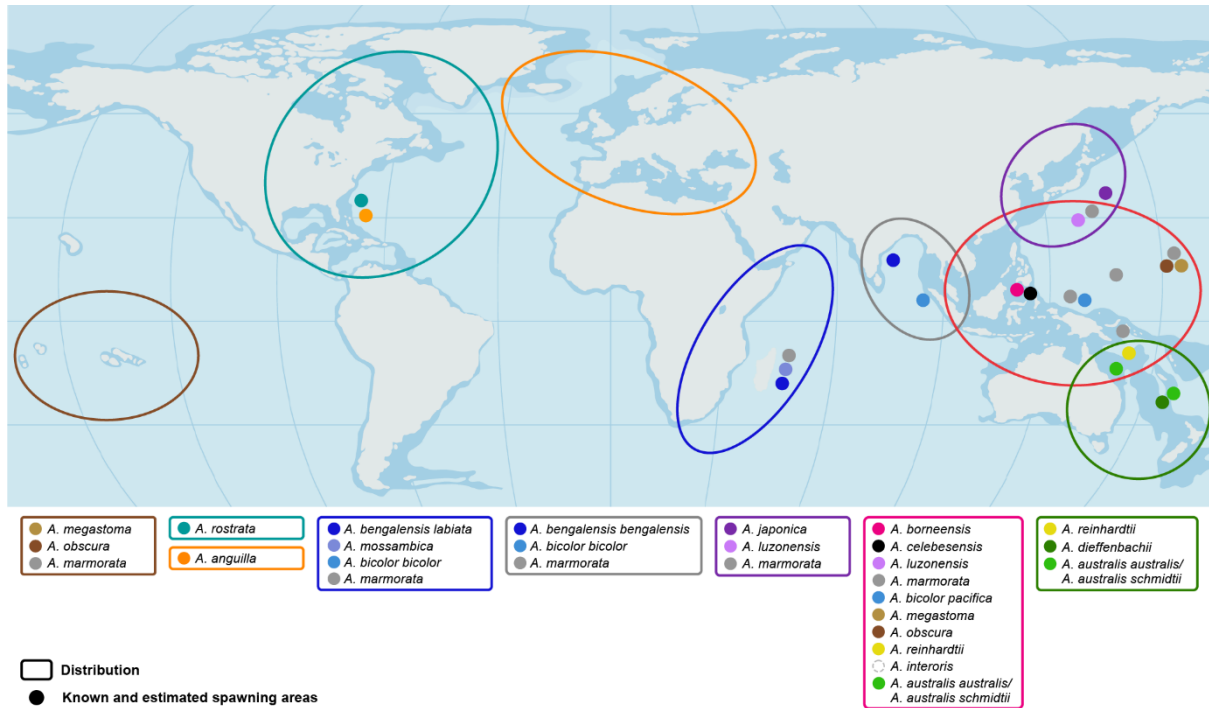 A. megastoma
A. obscura
A. marmorata
A. rostrata
A. anguilla
A. bengalensis labiata
A. mossambica
A. bicolor bicolor
A. marmorata
A. bengalensis bengalensis
A. bicolor bicolor
A. marmorata
A. japonica
A. luzonensis
A. marmorata
A. borneensis
A. celebesensis
A. luzonensis
A. marmorata
A. bicolor pacifica
A. megastoma
A. obscura
A. reinhardtii
A. interoris
A. australis australis/
A. australis schmidtii
A. reinhardtii
A. dieffenbachii
A. australis australis/
A. australis schmidtii
Distribution
Known and estimated spawning areas